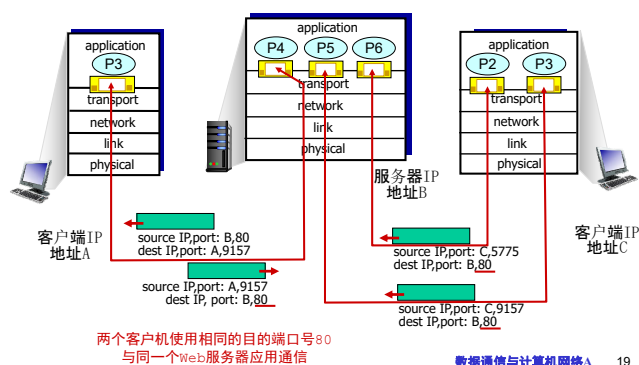 application
P3
transport
network
link
physical
客户端IP
地址A
application
P4 P5 P6
transport
network
link
physical
服务器IP
地址B
application
P2 P3
transport
network
link
physical
客户端IP
地址C
source IP,port: B,80
dest IP,port: A,9157
source IP,port: A,9157
dest IP, port: B,80
source IP,port: C,5775
dest IP,port: B,80
source IP,port: C,9157
dest IP,port: B,80
两个客户机使用相同的目的端口号80
与同一个Web服务器应用通信
数据通信与计算机网络A 19